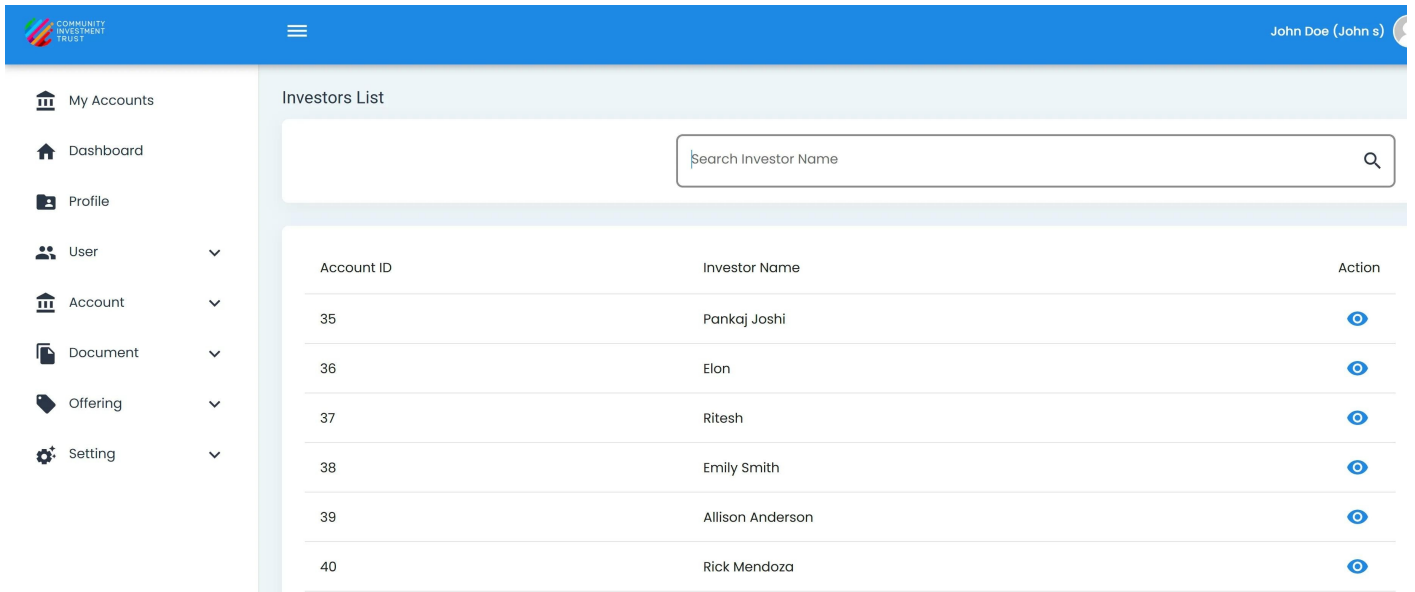 COMMUNITY
INVESTMENT
TRUST
John Doe (John s)
My Accounts
Dashboard
Profile
User
Account
Document
Offering
Setting
Investors List
Search Investor Name
Account ID Investor Name Action
35 Pankaj Joshi
36 Elon
37 Ritesh
38 Emily Smith
39 Allison Anderson
40 Rick Mendoza